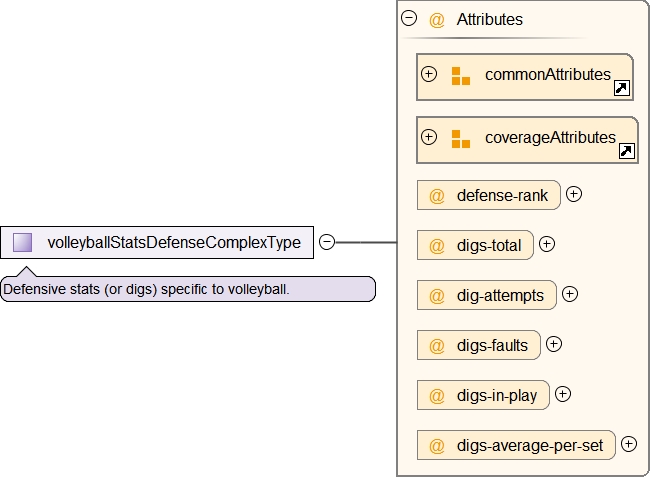 @ Attributes
commonAttributes
coverageAttributes
@ defense-rank
@ digs-total
volleyballStatsDefenseComplexType
Defensive stats (or digs) specific to volleyball.
@ dig-attempts
@ digs-faults
@ digs-in-play
@ digs-average-per-set